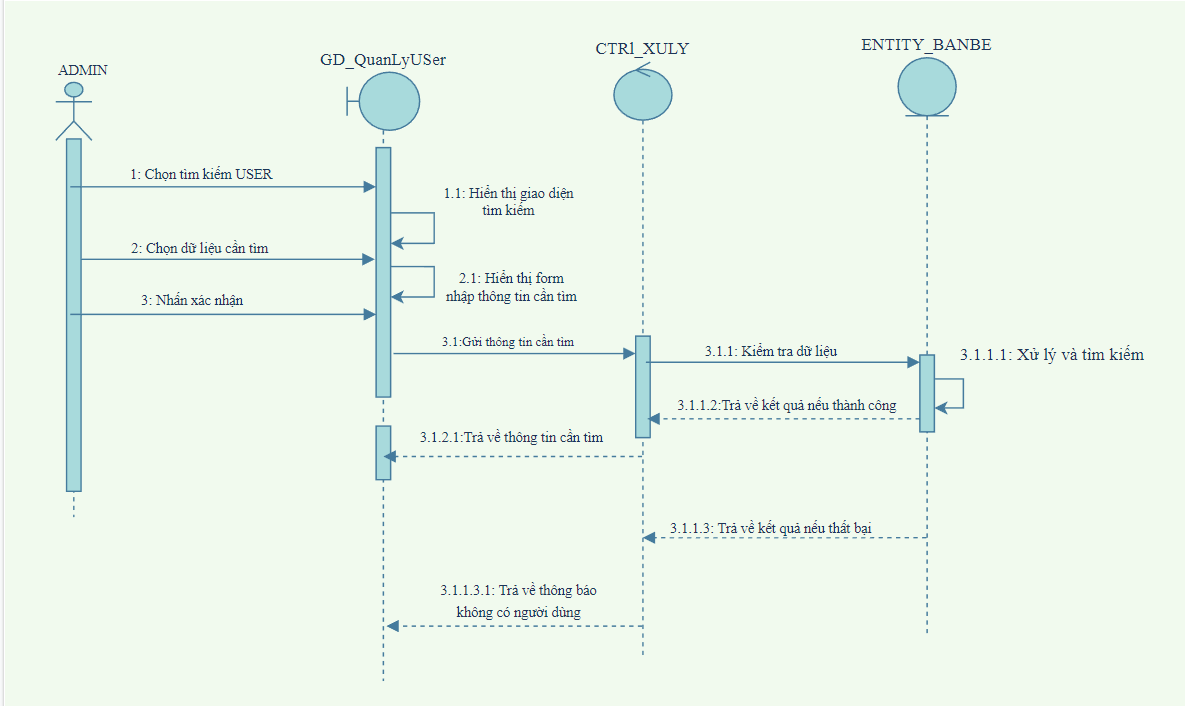 ADMIN
GD_QuanLyUSer
CTRl_XULY
ENTITY_BANBE
1: Chọn tìm kiếm USER
1.1: Hiển thị giao diện
tìm kiếm
2: Chọn dữ liệu cần tìm
2.1: Hiển thị form
nhập thông tin cần tìm
3: Nhấn xác nhận
3.1:Gửi thông tin cần tìm
3.1.1: Kiểm tra dữ liệu
3.1.1.1: Xử lý và tìm kiếm
3.1.1.2:Trả về kết quả nếu thành công
3.1.2.1:Trả về thông tin cần tìm
3.1.1.3: Trả về kết quả nếu thất bại
3.1.1.3.1: Trả về thông báo
không có người dùng